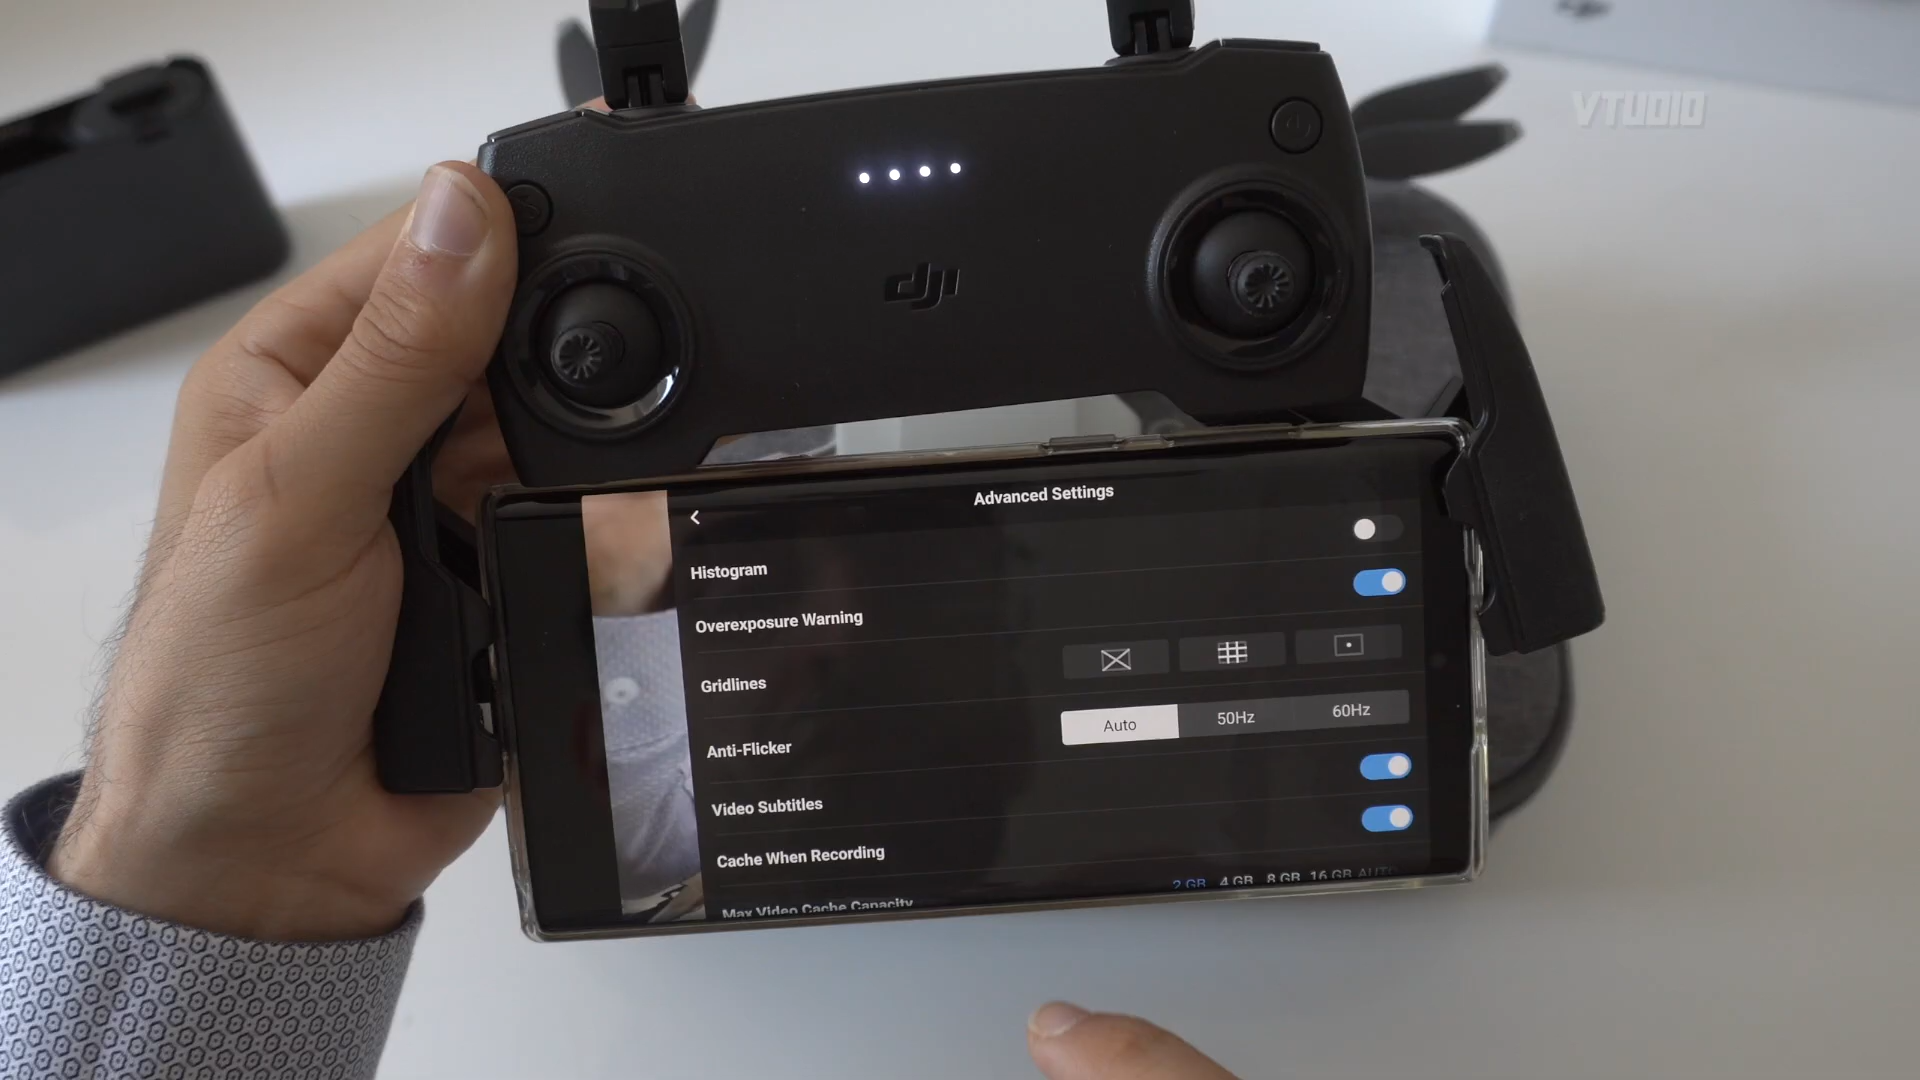 VTUDIO
dji
Advanced Settings
Histogram
Overexposure Warning
Gridlines
Anti-Flicker
Auto
50Hz
60Hz
Video Subtitles
Cache When Recording
Max Video Cache Capacity
2 GB 4 GB 8 GB 16 GB AUTO